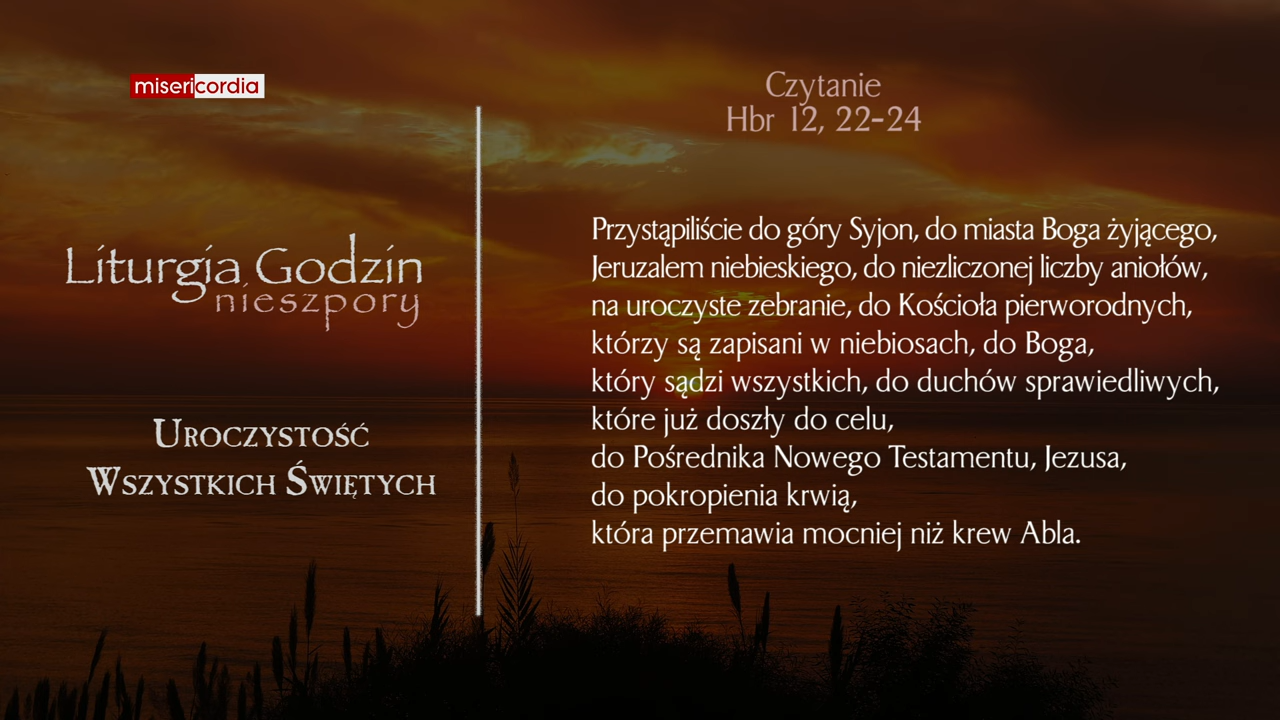 misericordia
Liturgia Godzin
nieszpory
Uroczystość
Wszystkich Świętych
Czytanie
Hbr 12, 22-24
Przystąpiliście do góry Syjon, do miasta Boga żyjącego,
Jeruzalem niebieskiego, do niezliczonej liczby aniołów,
na uroczyste zebranie, do Kościoła pierworodnych,
którzy są zapisani w niebiosach, do Boga,
który sądzi wszystkich, do duchów sprawiedliwych,
które już doszły do celu,
do Pośrednika Nowego Testamentu, Jezusa,
do pokropienia krwią,
która przemawia mocniej niż krew Abla.